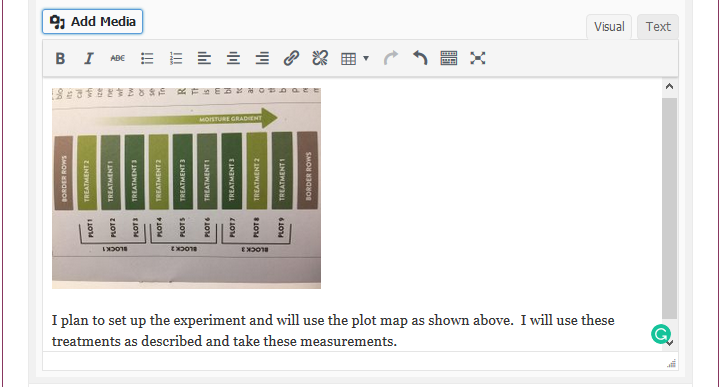 Add Media
Visual
Text
B
I
ABE
MOISTURE GRADIENT
BORDER ROWS
TREATMENT 2
TREATMENT 1
TREATMENT 3
TREATMENT 2
TREATMENT 3
TREATMENT 1
TREATMENT 3
TREATMENT 2
TREATMENT 1
BORDER ROWS
PLOT 1
PLOT 2
PLOT 3
PLOT 4
PLOT 5
PLOT 6
PLOT 7
PLOT 8
PLOT 9
BLOCK 1
BLOCK 2
BLOCK 3
I plan to set up the experiment and will use the plot map as shown above. I will use these
treatments as described and take these measurements.